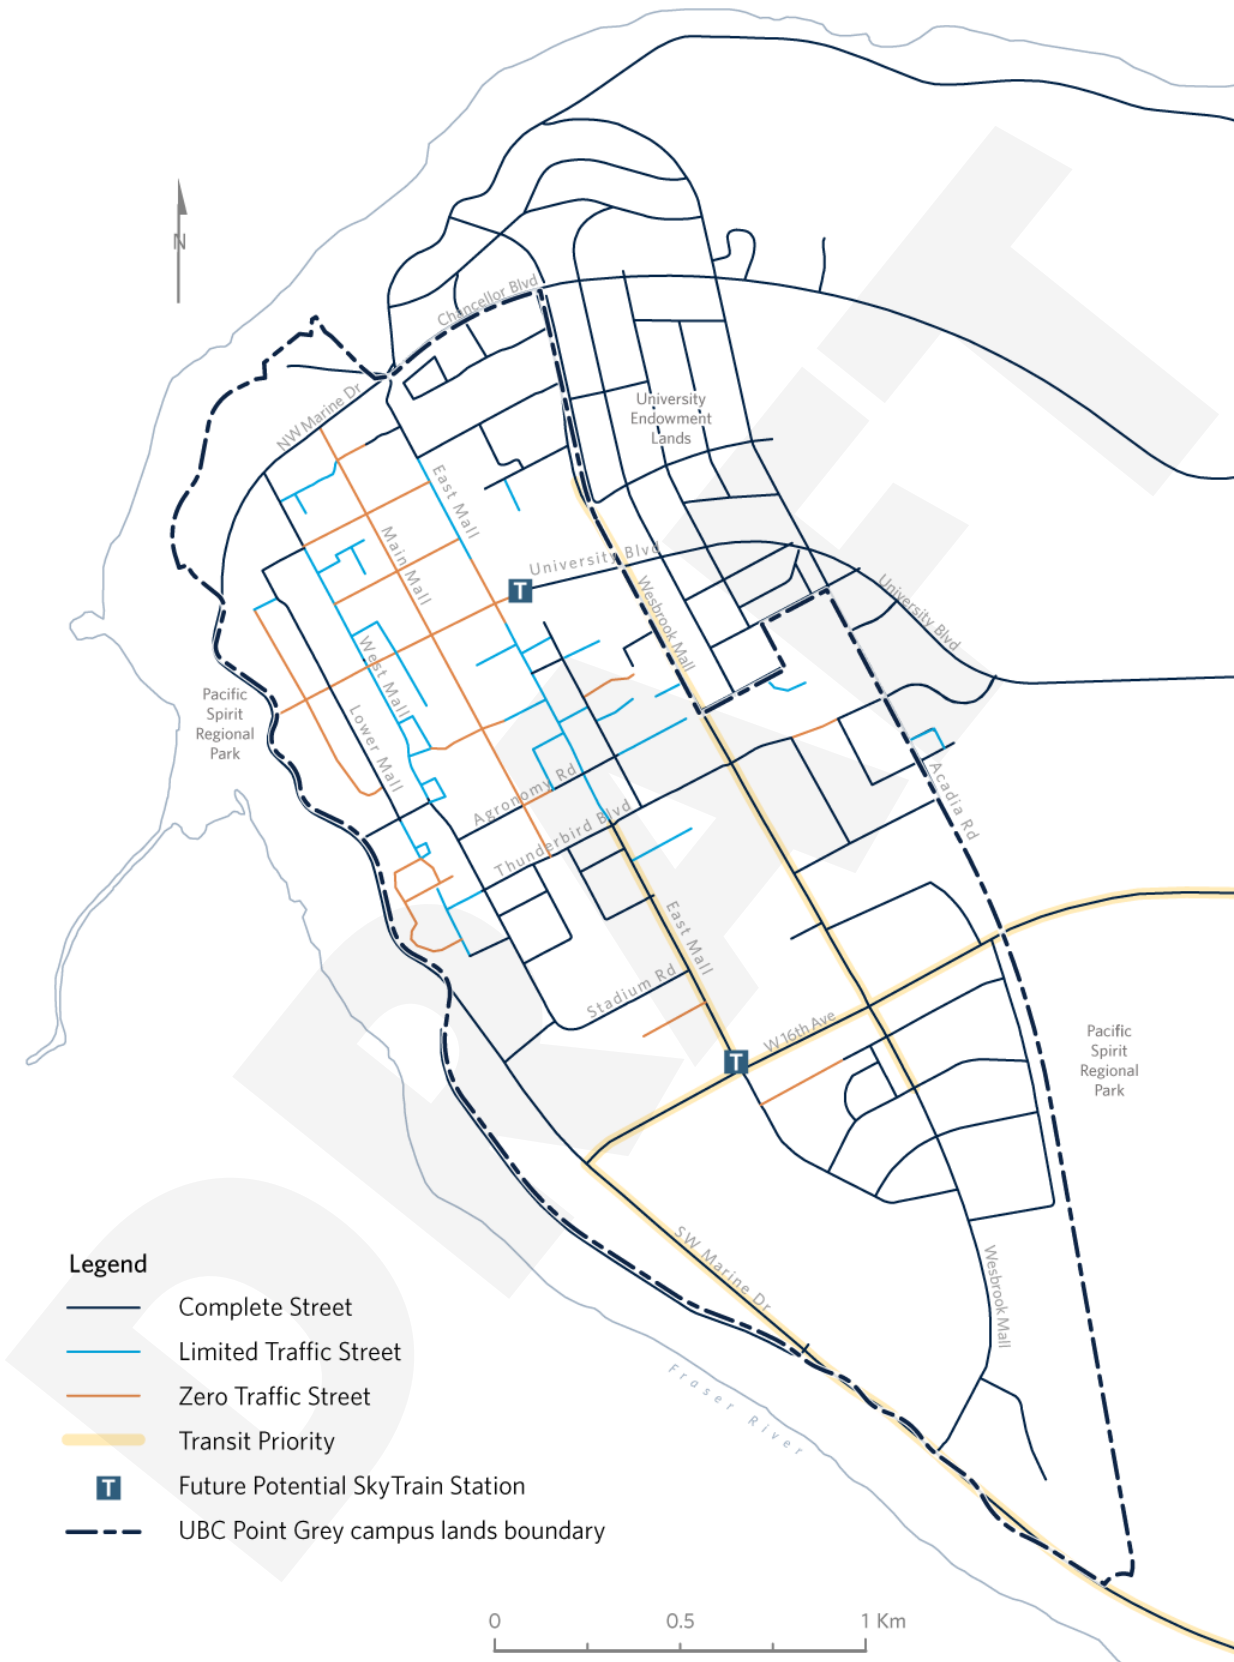 N
Chancellor Blvd
NW Marine Dr
University
Endowment
Lands
East Mall
Main Mall
University Blvd
T
Wesbrook Mall
University Blvd
West Mall
Pacific
Spirit
Regional
Park
Lower Mall
Agronomy Rd
Acadia Rd
Thunderbird Blvd
East Mall
Stadium Rd
W 16th Ave
T
Pacific
Spirit
Regional
Park
SW Marine Dr
Wesbrook Mall
Fraser River
DRAFT
Legend
Complete Street
Limited Traffic Street
Zero Traffic Street
Transit Priority
T Future Potential SkyTrain Station
UBC Point Grey campus lands boundary
0 0.5 1 Km